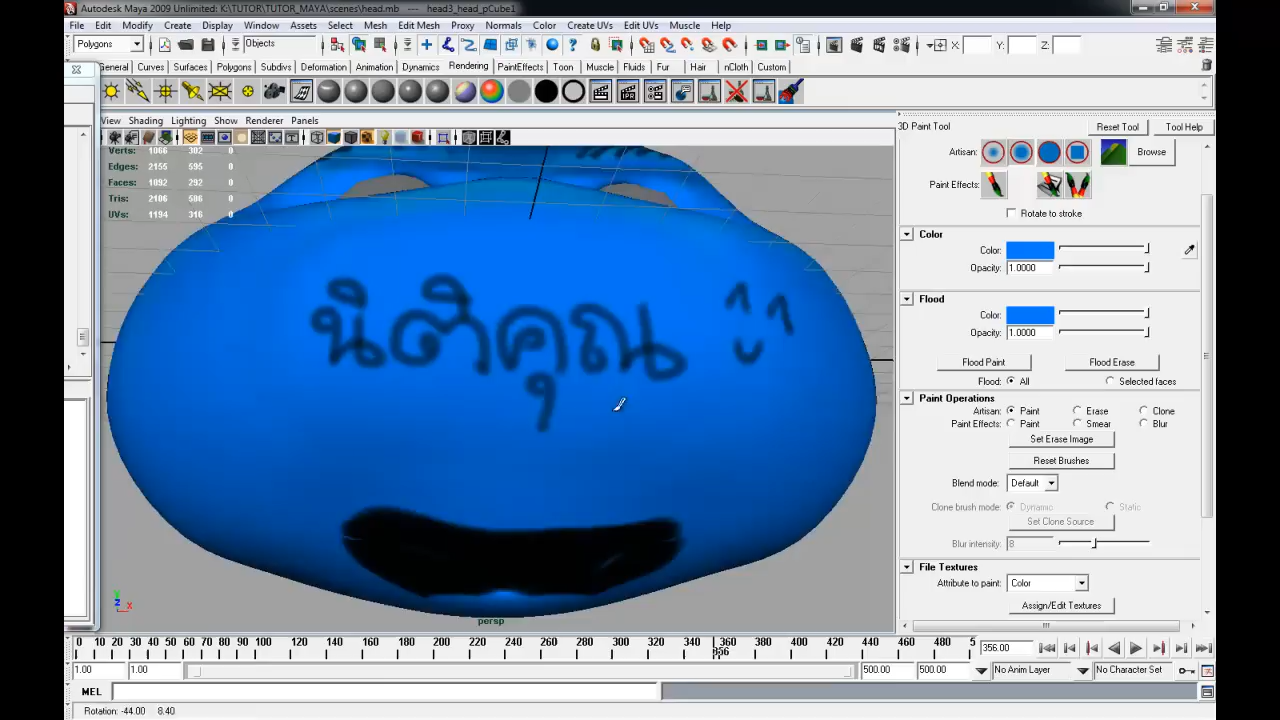 Autodesk Maya 2009 Unlimited: K:\TUTOR\TUTOR_MAYA\scenes\head.mb --- head3_head_pCube1
File Edit Modify Create Display Window Assets Select Mesh Edit Mesh Proxy Normals Color Create UVs Edit UVs Muscle Help
Polygons Objects X: Y: Z:
General Curves Surfaces Polygons Subdivs Deformation Animation Dynamics Rendering PaintEffects Toon Muscle Fluids Fur Hair nCloth Custom
View Shading Lighting Show Renderer Panels
Verts: 1066 302 0
Edges: 2155 595 0
Faces: 1092 292 0
Tris: 2106 586 0
UVs: 1194 316 0
นิติคุณ ^^
persp
3D Paint Tool Reset Tool Tool Help
Artisan: Browse
Paint Effects:
Rotate to stroke
Color
Color:
Opacity: 1.0000
Flood
Color:
Opacity: 1.0000
Flood Paint Flood Erase
Flood: All Selected faces
Paint Operations
Artisan: Paint Erase Clone
Paint Effects: Paint Smear Blur
Set Erase Image
Reset Brushes
Blend mode: Default
Clone brush mode: Dynamic Static
Set Clone Source
Blur intensity: 8
File Textures
Attribute to paint: Color
Assign/Edit Textures
0 10 20 30 40 50 60 70 80 90 100 120 140 160 180 200 220 240 260 280 300 320 340 360 380 400 420 440 460 480 5 356.00
356
1.00 1.00 500.00 500.00 No Anim Layer No Character Set
MEL
Rotation: -44.00 8.40